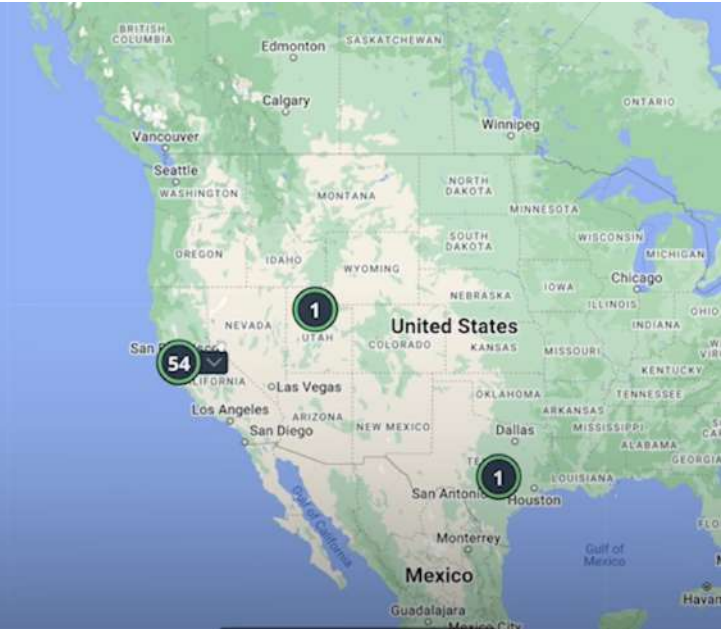 BRITISH
COLUMBIA
Edmonton
SASKATCHEWAN
Calgary
ONTARIO
Winnipeg
Vancouver
Seattle
WASHINGTON
MONTANA
NORTH
DAKOTA
MINNESOTA
OREGON
IDAHO
SOUTH
DAKOTA
WISCONSIN
MICHIGAN
WYOMING
Chicago
NEBRASKA
IOWA
ILLINOIS
1
NEVADA
UTAH
United States
INDIANA
OHIO
COLORADO
KANSAS
MISSOURI
San
54
KENTUCKY
Las Vegas
OKLAHOMA
TENNESSEE
Los Angeles
ARIZONA
ARKANSAS
San Diego
NEW MEXICO
Dallas
MISSISSIPPI
ALABAMA
GEORGIA
1
LOUISIANA
San Antonio
Houston
Gulf of
California
Monterrey
Gulf of
Mexico
Mexico
Guadalajara
Mexico City